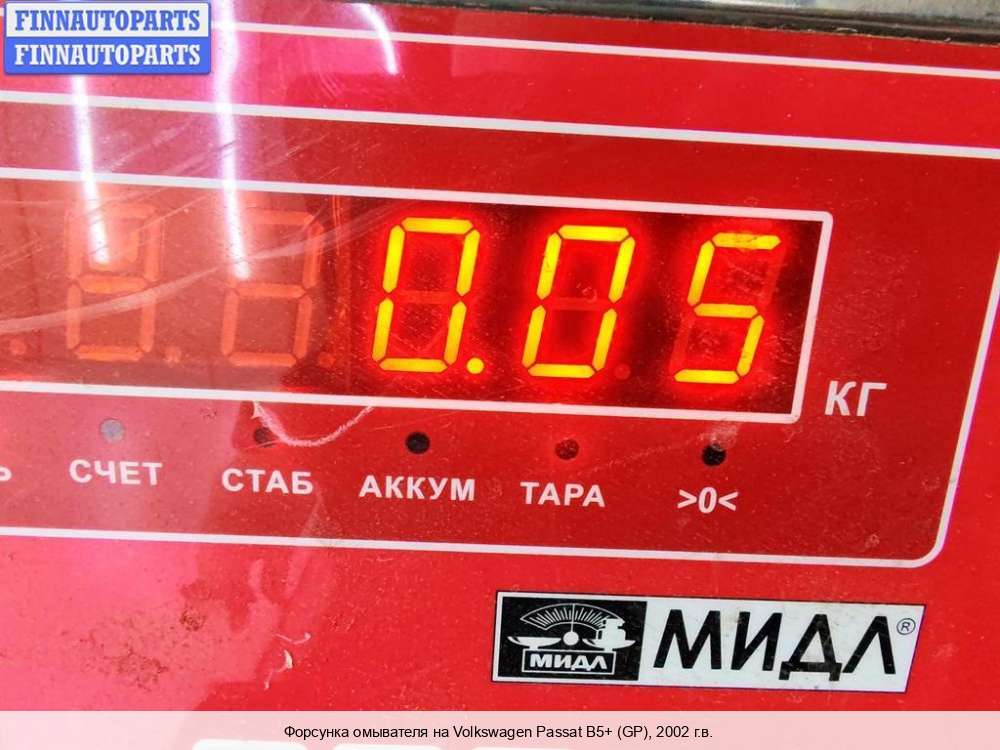 FINNAUTOPARTS
FINNAUTOPARTS
0.05
КГ
СЧЕТ СТАБ АККУМ ТАРА >0<
МИДЛ МИДЛ®
Форсунка омывателя на Volkswagen Passat B5+ (GP), 2002 г.в.